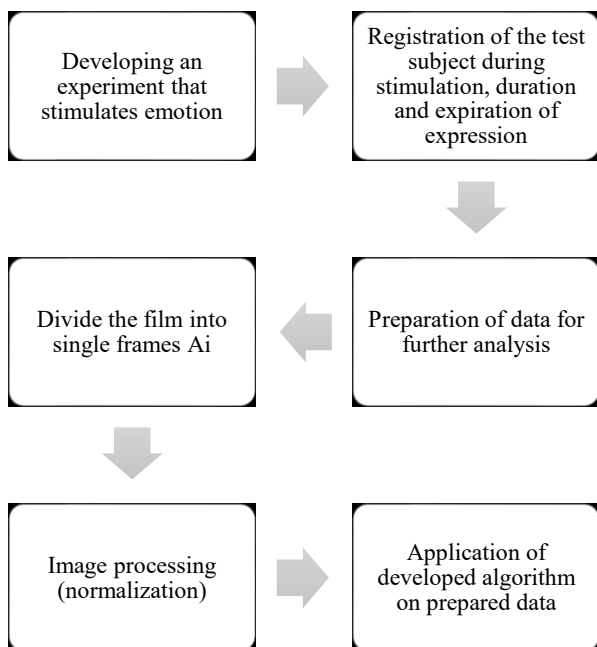 Developing an
experiment that
stimulates emotion
Registration of the test
subject during
stimulation, duration
and expiration of
expression
Preparation of data for
further analysis
Divide the film into
single frames Ai
Image processing
(normalization)
Application of
developed algorithm
on prepared data